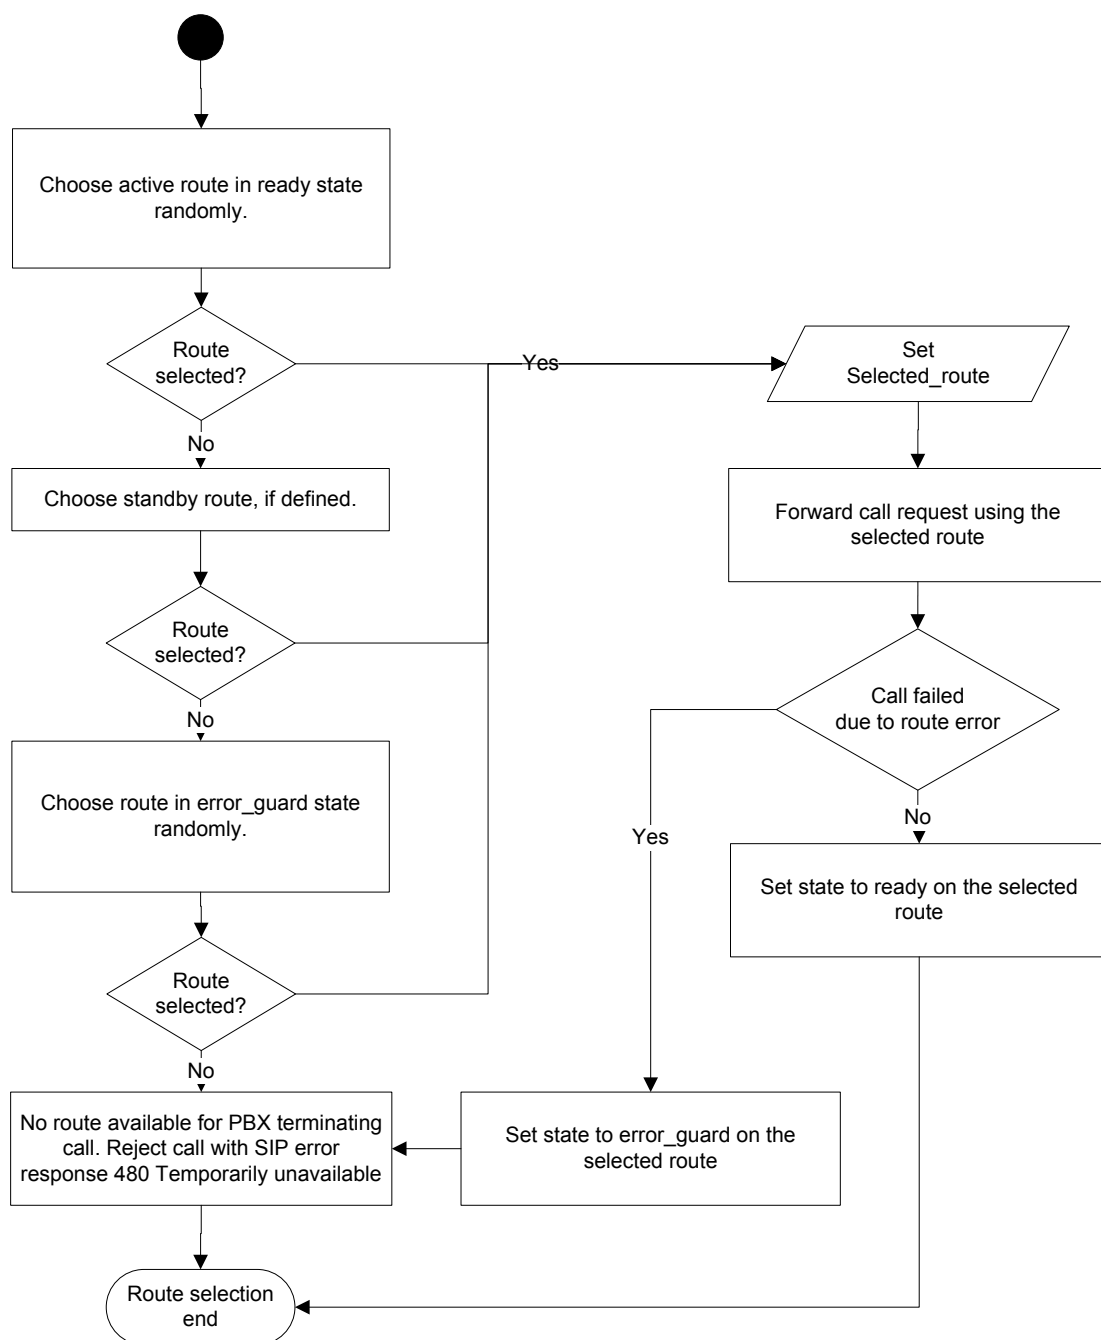 Choose active route in ready state
randomly.
Route
selected?
Yes
Set
Selected_route
No
Choose standby route, if defined.
Forward call request using the
selected route
Route
selected?
Call failed
due to route error
No
Choose route in error_guard state
randomly.
Yes
No
Set state to ready on the selected
route
Route
selected?
No
No route available for PBX terminating
call. Reject call with SIP error
response 480 Temporarily unavailable
Set state to error_guard on the
selected route
Route selection
end